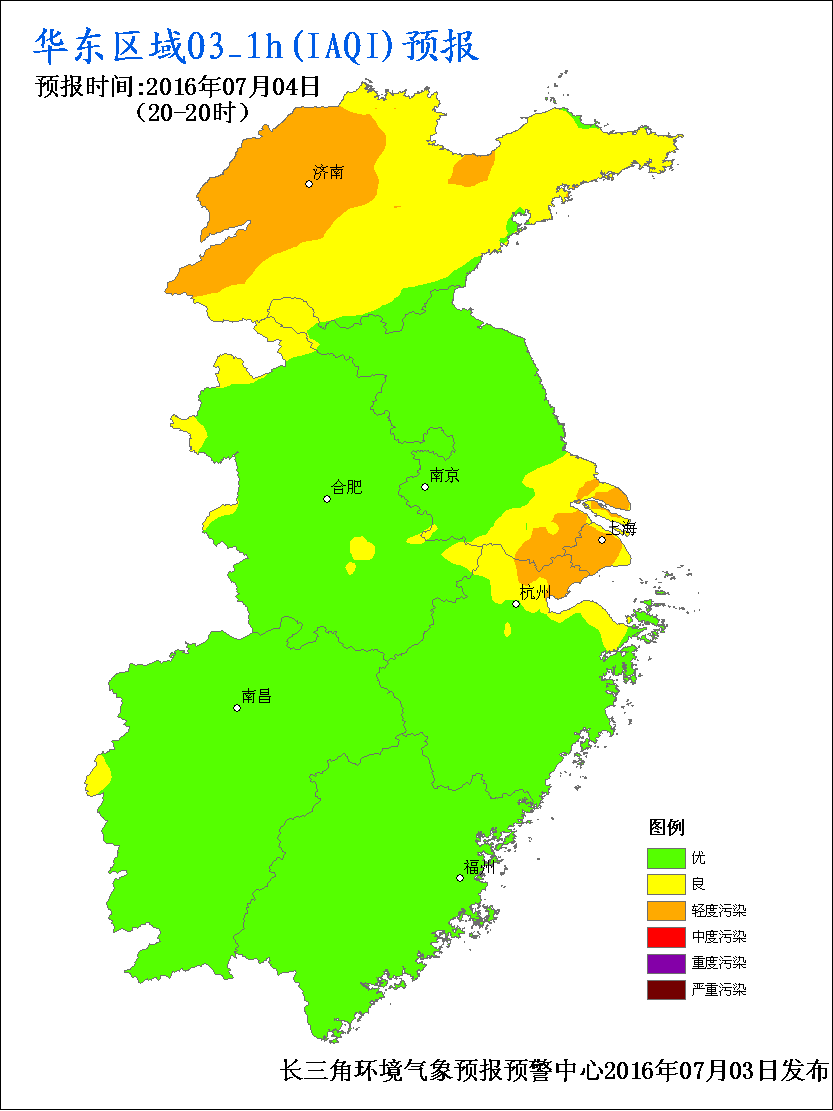 华东区域O3_1h(IAQI)预报
预报时间:2016年07月04日
(20-20时)
济南
合肥
南京
上海
杭州
南昌
福州
图例
优
良
轻度污染
中度污染
重度污染
严重污染
长三角环境气象预报预警中心2016年07月03日发布